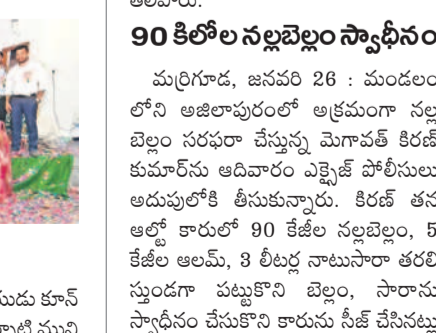 90 కిలోల నల్లబెల్లం స్వాధీనం
మర్రిగూడ, జనవరి 26 : మండలం
లోని అజిలాపురంలో అక్రమంగా నల్ల
బెల్లం సరఫరా చేస్తున్న మెగావత్ కిరణ్
కుమార్‌ను ఆదివారం ఎక్సైజ్ పోలీసులు
అదుపులోకి తీసుకున్నారు. కిరణ్ తన
ఆల్టో కారులో 90 కేజీల నల్లబెల్లం, 5
కేజీల ఆలమ్, 3 లీటర్ల నాటుసారా తరలి
స్తుండగా పట్టుకొని బెల్లం, సారాను
స్వాధీనం చేసుకొని కారును సీజ్ చేసినట్లు
కూన్